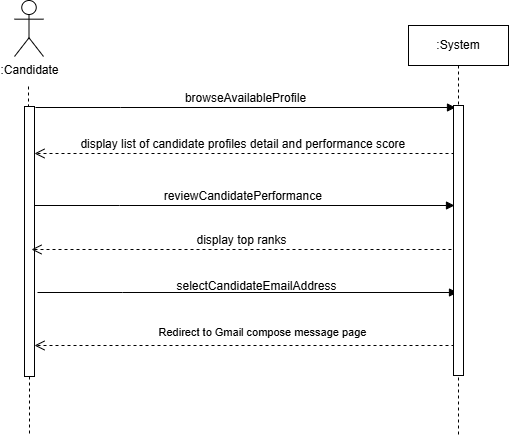 :Candidate
:System
browseAvailableProfile
display list of candidate profiles detail and performance score
reviewCandidatePerformance
display top ranks
selectCandidateEmailAddress
Redirect to Gmail compose message page